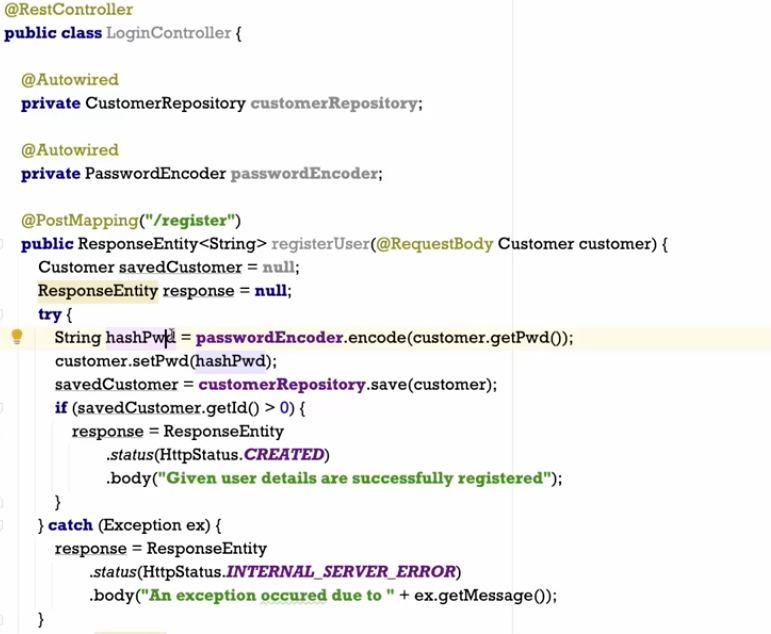 @RestController
public class LoginController {
@Autowired
private CustomerRepository customerRepository;
@Autowired
private PasswordEncoder passwordEncoder;
@PostMapping("/register")
public ResponseEntity<String> registerUser(@RequestBody Customer customer) {
Customer savedCustomer = null;
ResponseEntity response = null;
try {
String hashPwd = passwordEncoder.encode(customer.getPwd());
customer.setPwd(hashPwd);
savedCustomer = customerRepository.save(customer);
if (savedCustomer.getId() > 0) {
response = ResponseEntity
.status(HttpStatus.CREATED)
.body("Given user details are successfully registered");
}
} catch (Exception ex) {
response = ResponseEntity
.status(HttpStatus.INTERNAL_SERVER_ERROR)
.body("An exception occured due to " + ex.getMessage());
}